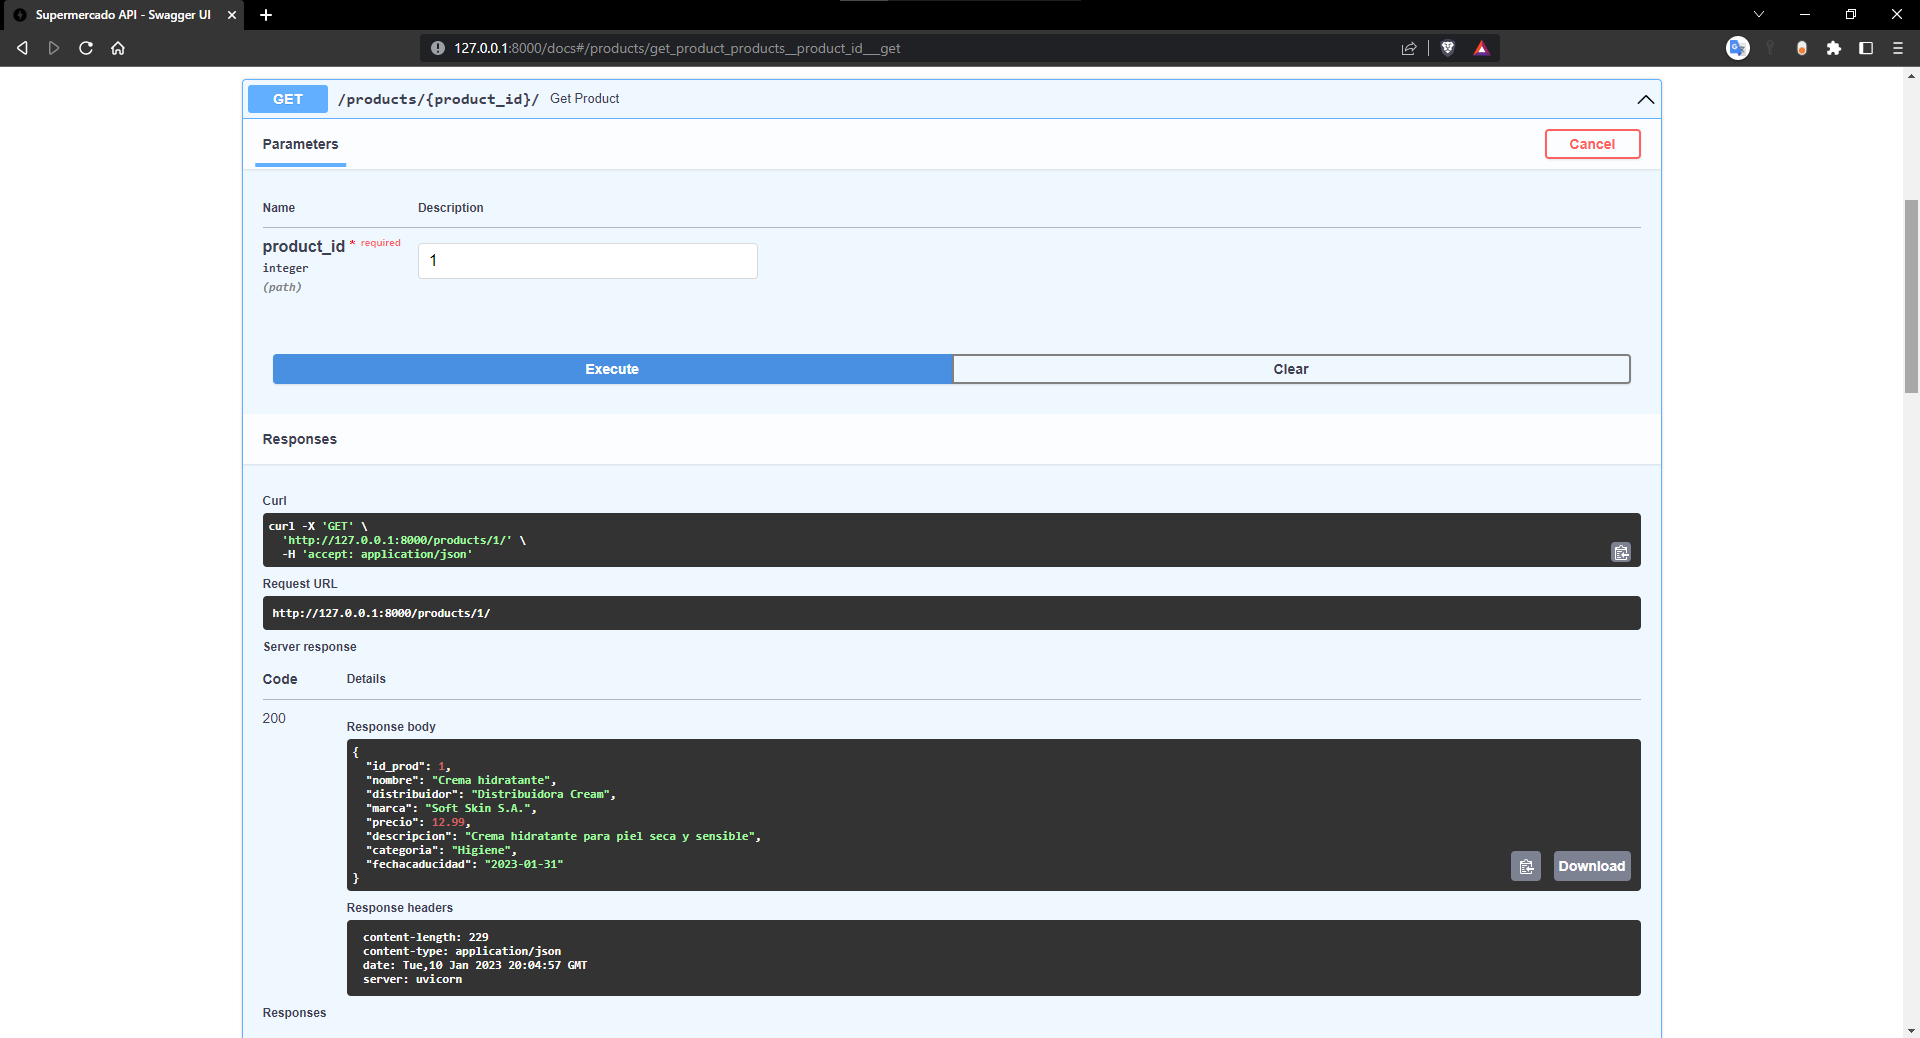 Supermercado API - Swagger UI
127.0.0.1:8000/docs#/products/get_product_products__product_id___get
GET /products/{product_id}/ Get Product
Parameters
Cancel
Name Description
product_id * required
integer
(path)
1
Execute Clear
Responses
Curl
curl -X 'GET' \
'http://127.0.0.1:8000/products/1/' \
-H 'accept: application/json'
Request URL
http://127.0.0.1:8000/products/1/
Server response
Code Details
200
Response body
{
"id_prod": 1,
"nombre": "Crema hidratante",
"distribuidor": "Distribuidora Cream",
"marca": "Soft Skin S.A.",
"precio": 12.99,
"descripcion": "Crema hidratante para piel seca y sensible",
"categoria": "Higiene",
"fechacaducidad": "2023-01-31"
}
Download
Response headers
content-length: 229
content-type: application/json
date: Tue,10 Jan 2023 20:04:57 GMT
server: uvicorn
Responses